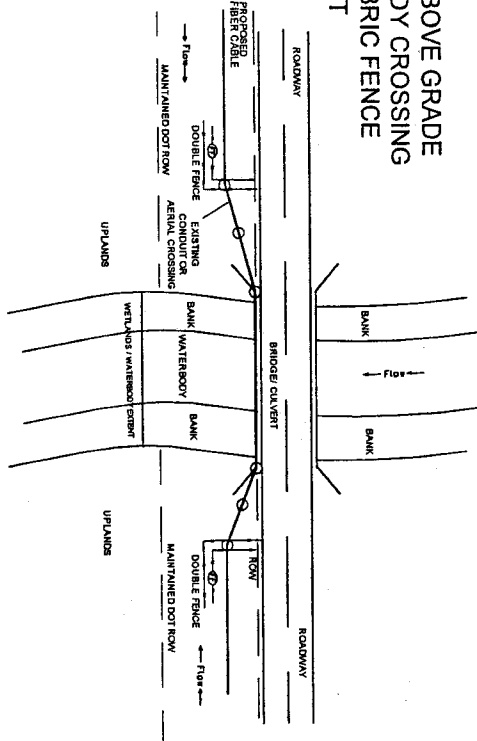 BOVE GRADE
DY CROSSING
BRIC FENCE
T
ROADWAY
ROADWAY
PROPOSED
FIBER CABLE
Flow
MAINTAINED DOT ROW
DOUBLE FENCE
EXISTING
CONDUIT OR
AERIAL CROSSING
UPLANDS
BANK
WATERBODY
BANK
WETLANDS / WATERBODY EXTENT
BRIDGE/ CULVERT
BANK
Flow
BANK
UPLANDS
MAINTAINED DOT ROW
DOUBLE FENCE
ROW
Flow